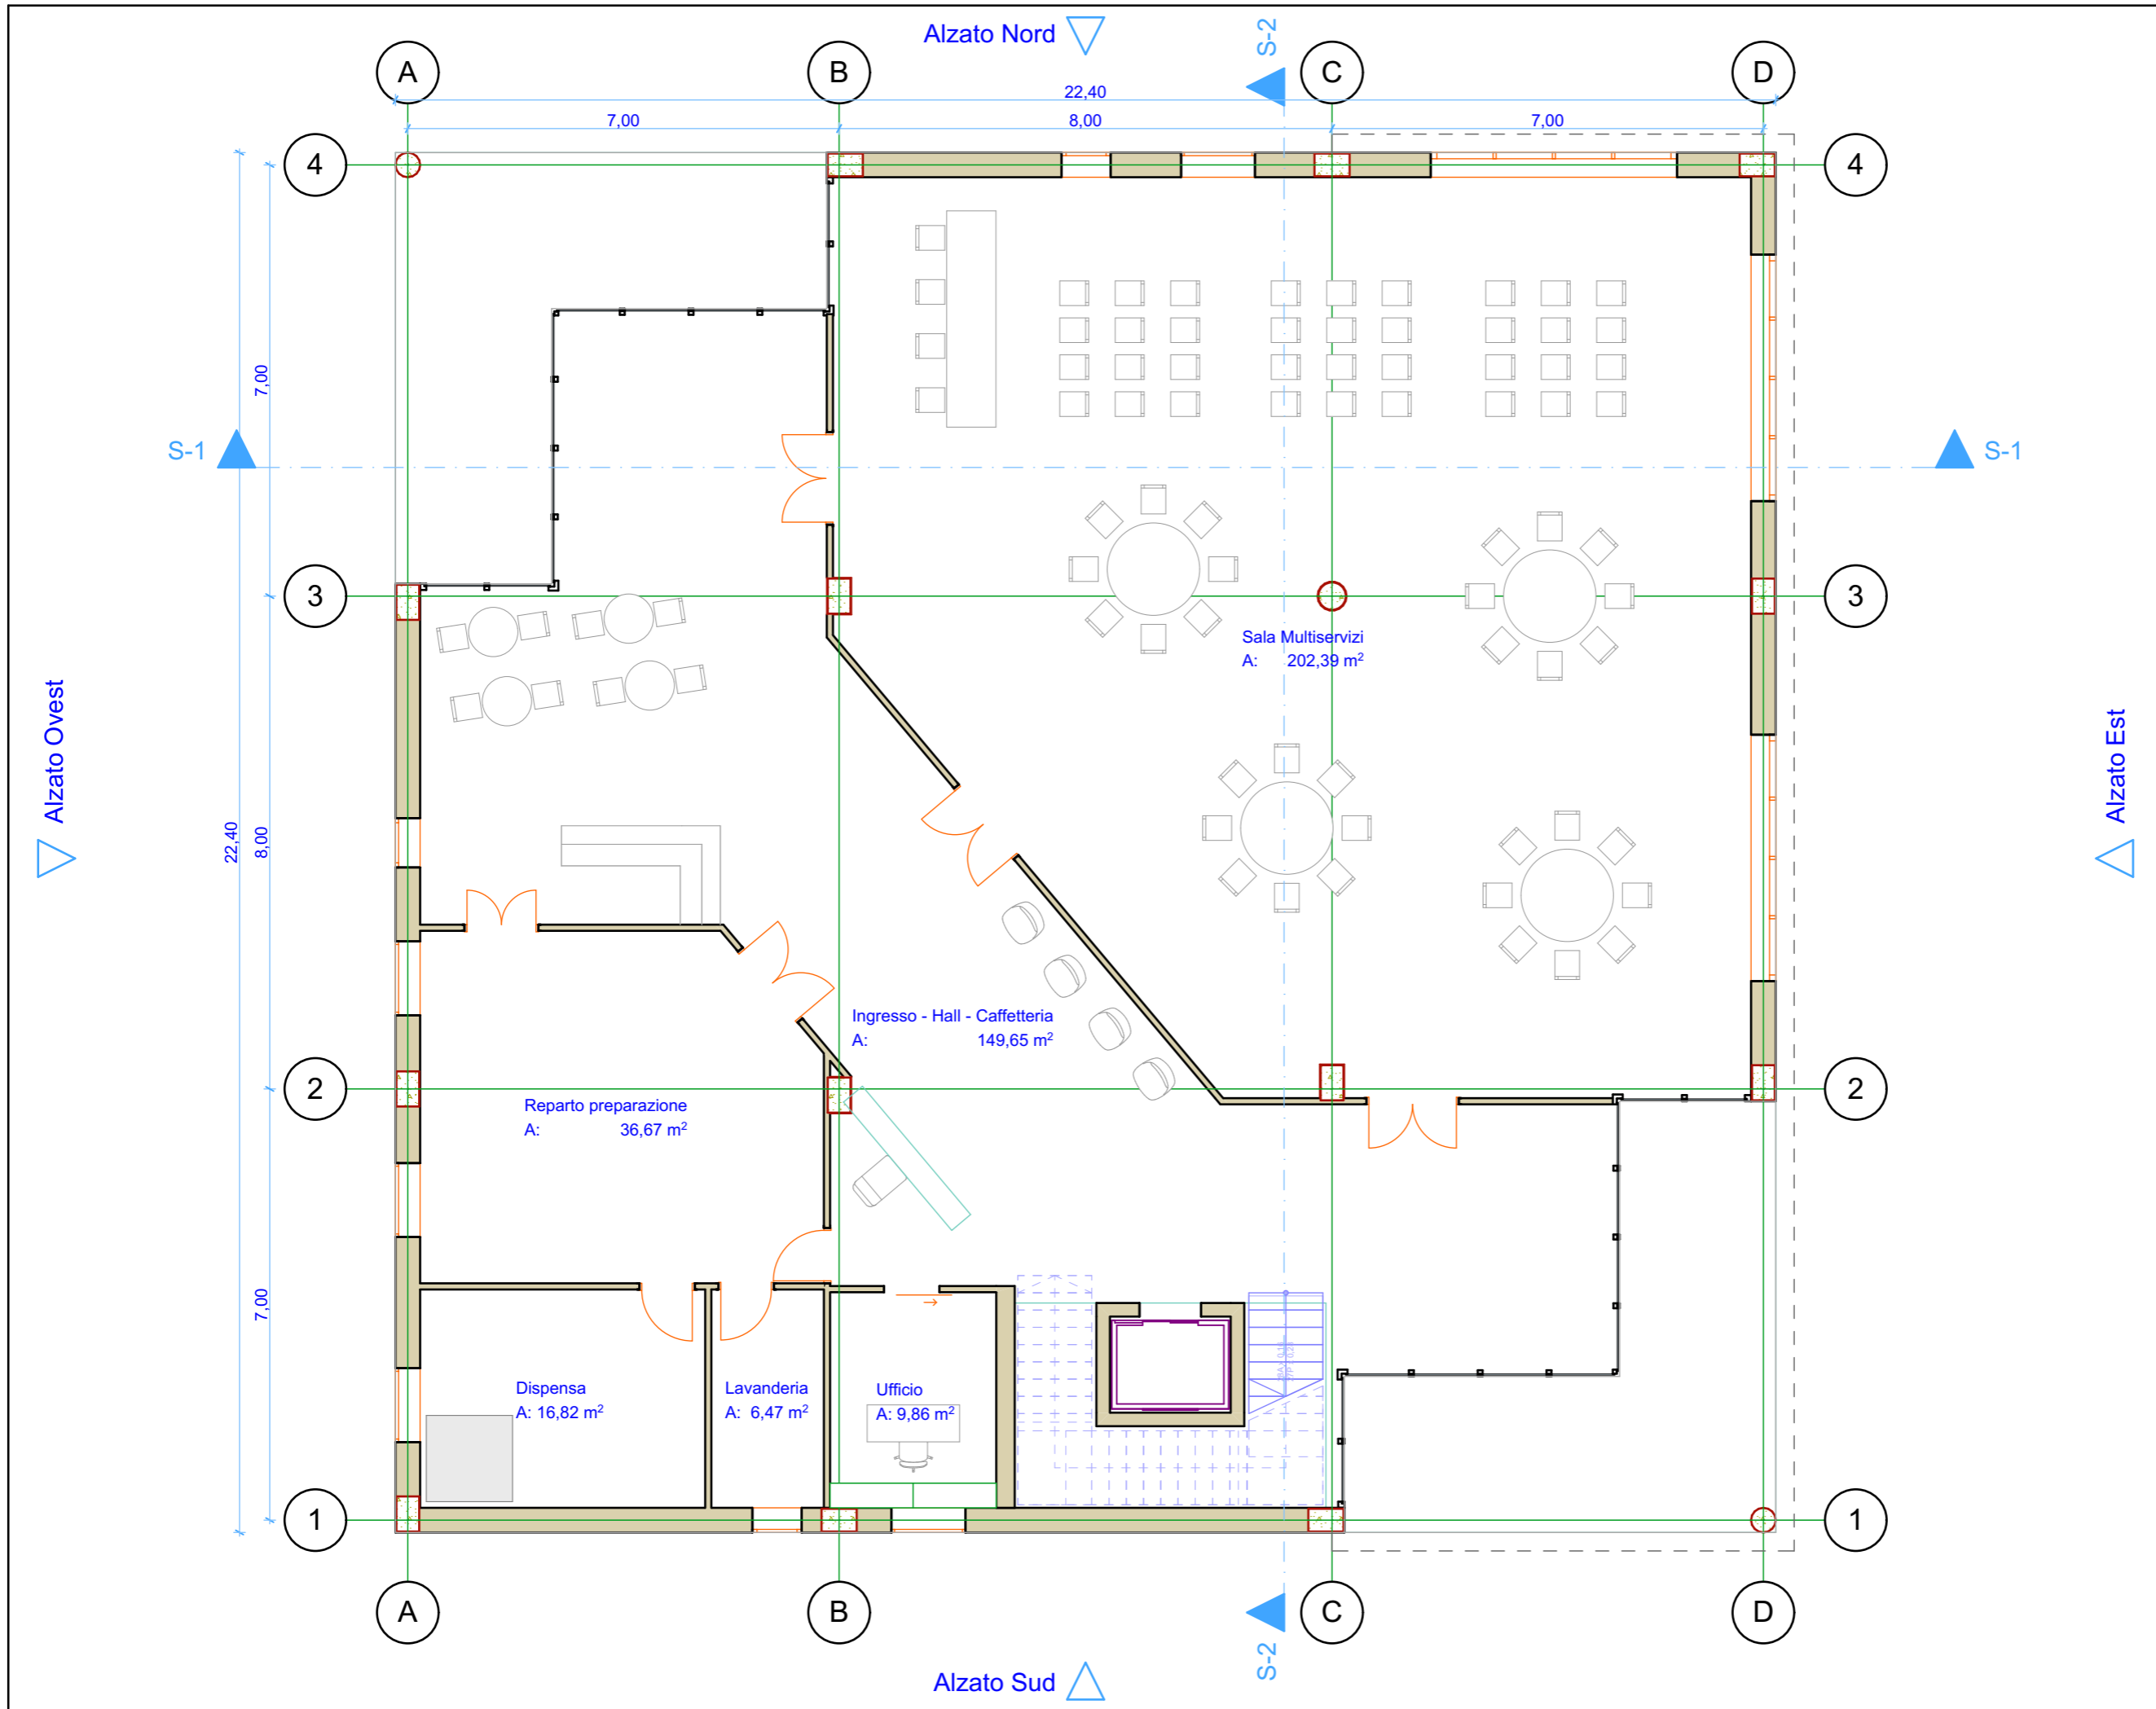 Alzato Nord
S-2
A
B
C
D
22,40
7,00
8,00
7,00
4
4
7,00
S-1
S-1
3
3
Sala Multiservizi
A: 202,39 m²
Alzato Ovest
Alzato Est
22,40
8,00
Ingresso - Hall - Caffetteria
A: 149,65 m²
2
2
Reparto preparazione
A: 36,67 m²
7,00
Dispensa
A: 16,82 m²
Lavanderia
A: 6,47 m²
Ufficio
A: 9,86 m²
1
1
A
B
C
D
S-2
Alzato Sud